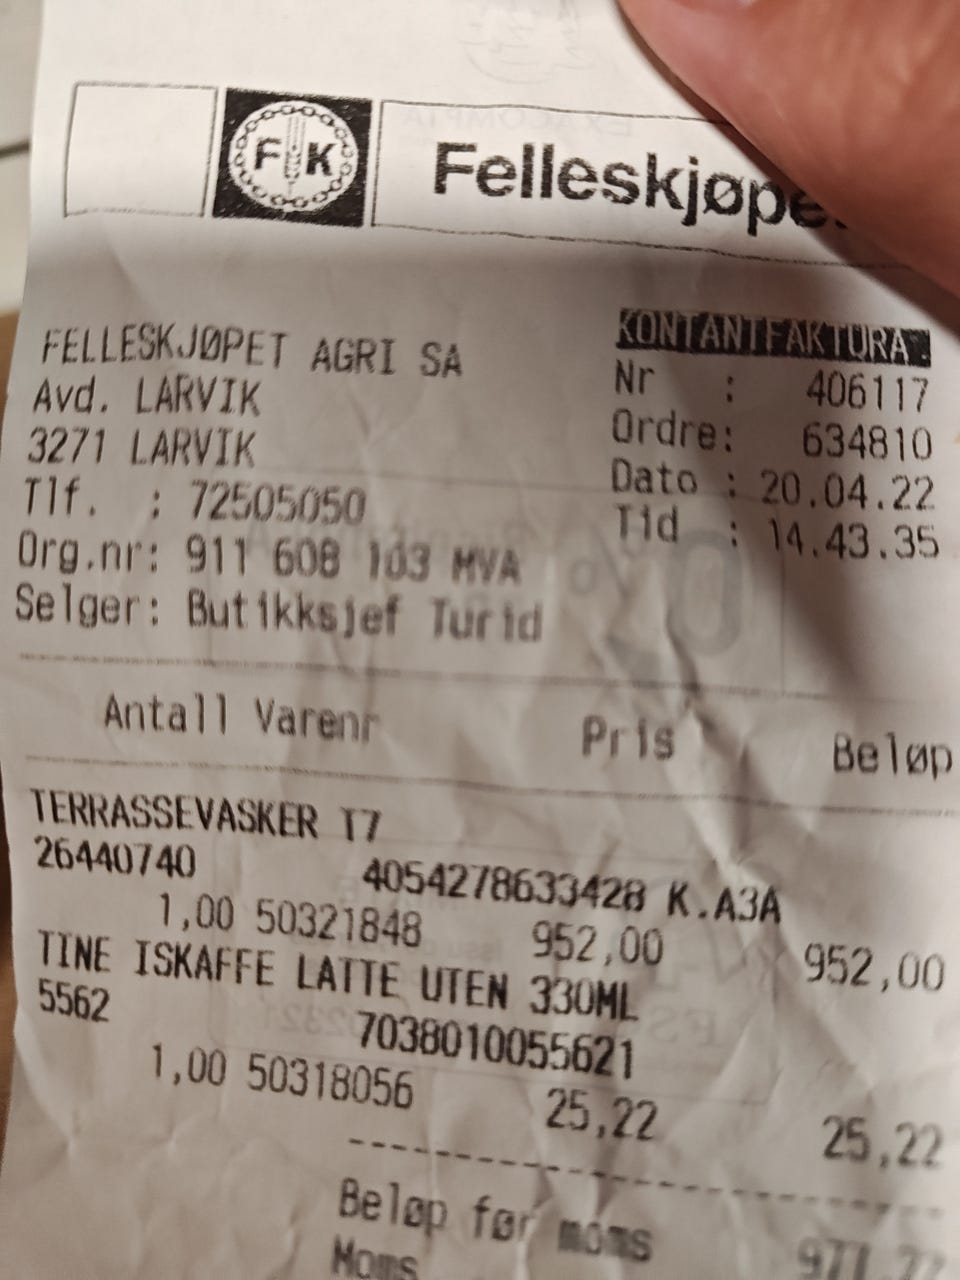 FK
FELLESKJØPET AGRI SA
Avd. LARVIK
3271 LARVIK
Tlf. : 72505050
Org.nr: 911 608 103 MVA
Selger: Butikksjef Turid
KONTANTFAKTURA
Nr : 406117
Ordre: 634810
Dato : 20.04.22
Tid : 14.43.35
Antall Varenr Pris Beløp
TERRASSEVASKER T7
26440740 4054278633428 K.A3A
1,00 50321848 952,00 952,00
TINE ISKAFFE LATTE UTEN 330ML
5562 7038010055621
1,00 50318056 25,22 25,22
Beløp før moms 977,22
Moms